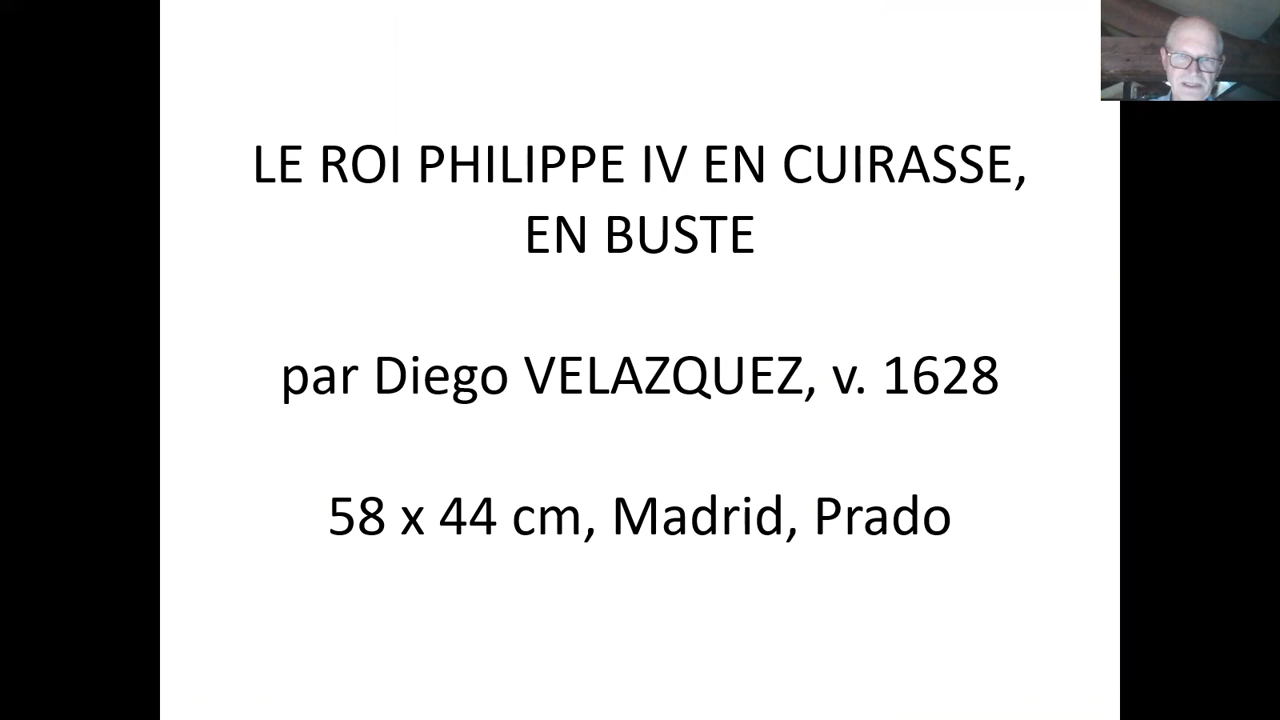 LE ROI PHILIPPE IV EN CUIRASSE,
EN BUSTE
par Diego VELAZQUEZ, v. 1628
58 x 44 cm, Madrid, Prado